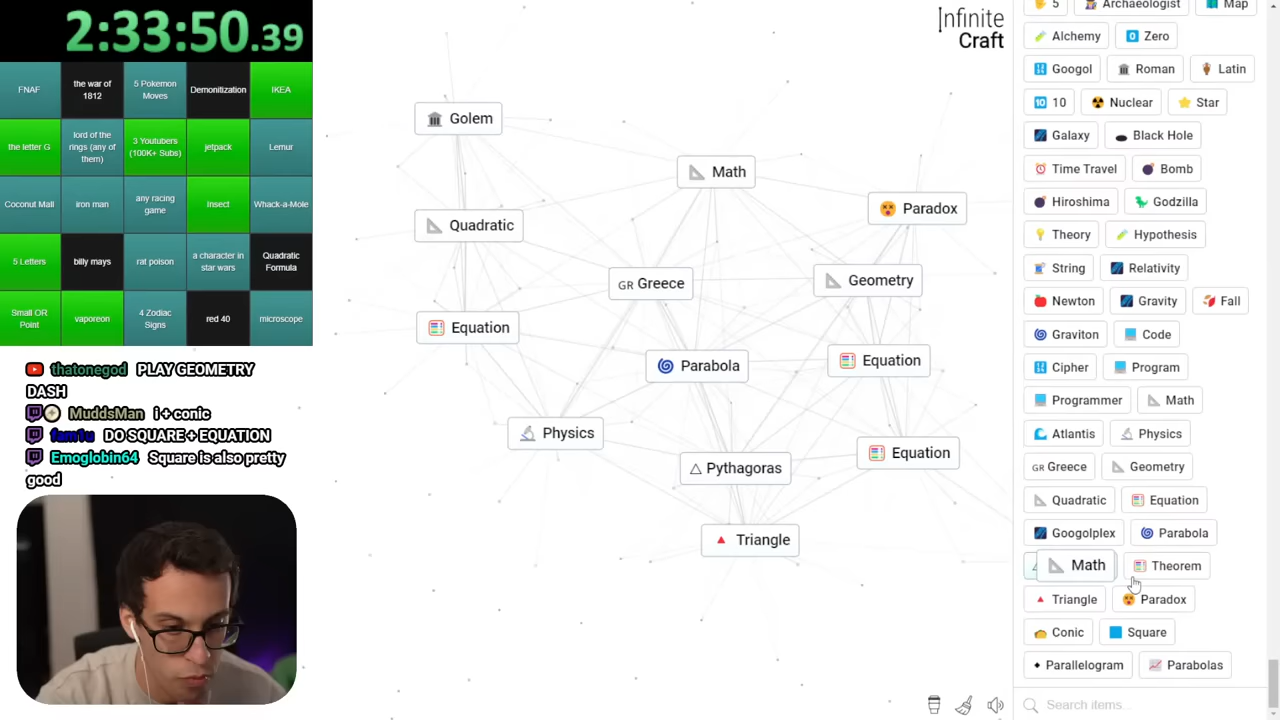 2:33:50.39
FNAF
the war of
1812
5 Pokemon
Moves
Demonitization
IKEA
the letter G
lord of the
rings (any of
them)
3 Youtubers
(100K+ Subs)
jetpack
Lemur
Coconut Mall
iron man
any racing
game
Insect
Whack-a-Mole
5 Letters
billy mays
rat poison
a character in
star wars
Quadratic
Formula
Small OR
Point
vaporeon
4 Zodiac
Signs
red 40
microscope
thatonegod PLAY GEOMETRY
DASH
MuddsMan i + conic
fam1u DO SQUARE + EQUATION
Emoglobin64 Square is also pretty
good
Infinite
Craft
Golem
Math
Quadratic
Paradox
GR Greece
Geometry
Equation
Parabola
Equation
Physics
Pythagoras
Equation
Triangle
5 Archaeologist Map
Alchemy Zero
Googol Roman Latin
10 Nuclear Star
Galaxy Black Hole
Time Travel Bomb
Hiroshima Godzilla
Theory Hypothesis
String Relativity
Newton Gravity Fall
Graviton Code
Cipher Program
Programmer Math
Atlantis Physics
GR Greece Geometry
Quadratic Equation
Googolplex Parabola
Math Theorem
Triangle Paradox
Conic Square
Parallelogram Parabolas
Search items...